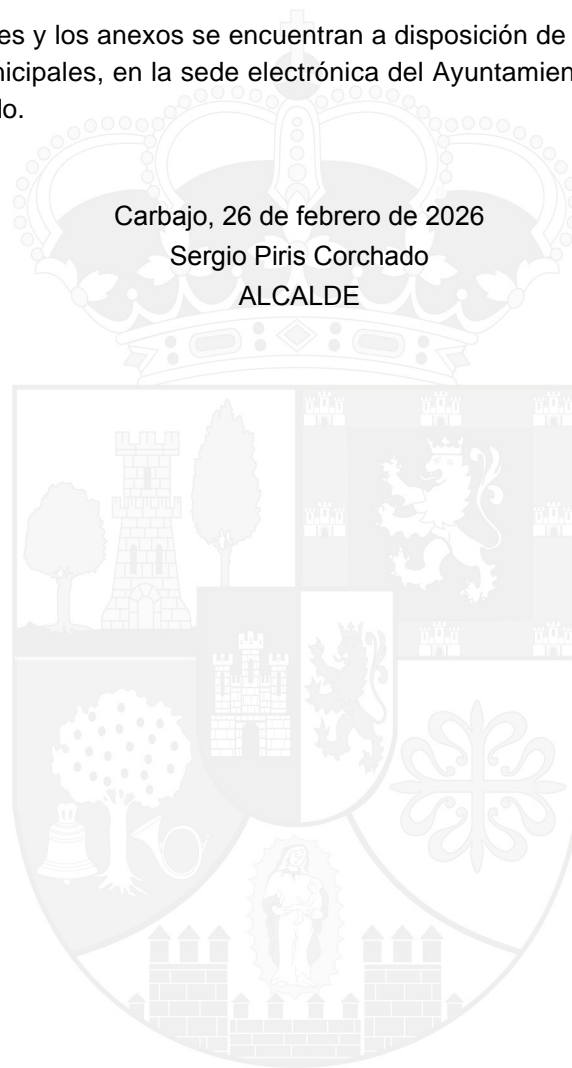 es y los anexos se encuentran a disposición de
nicipales, en la sede electrónica del Ayuntamien
do.
Carbajo, 26 de febrero de 2026
Sergio Piris Corchado
ALCALDE